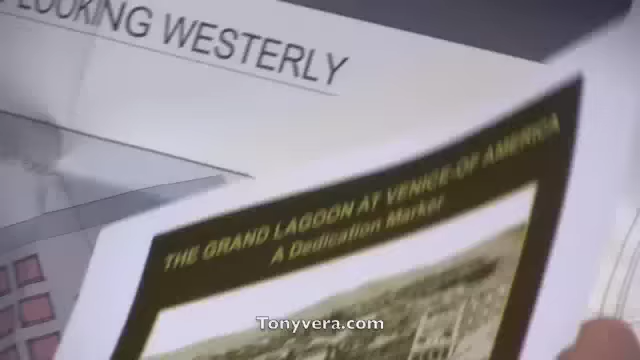 LOOKING WESTERLY
THE GRAND LAGOON AT VENICE-OF AMERICA
A Dedication Marker
Tonyvera.com